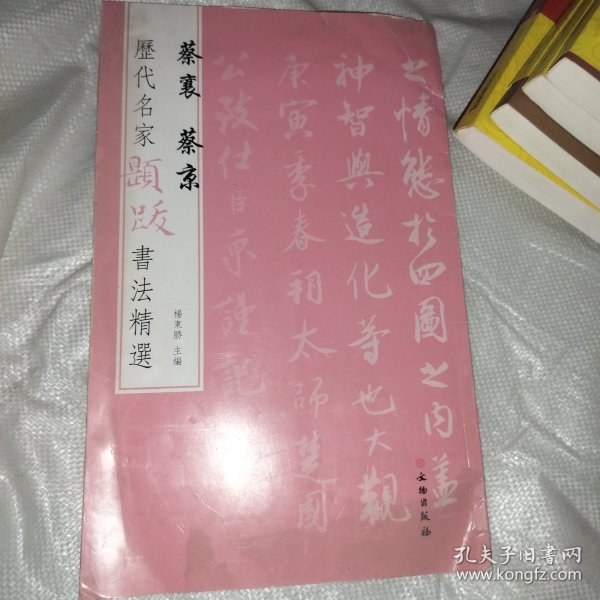 蔡襄 蔡京
歷代名家題跋書法精選
楊東勝 主編
之情態於四圖之内蓋
神智與造化等也大觀
庚寅季春朔太師楚國
公致仕臣京謹記
文物出版社
孔夫子旧书网
www.kongfz.com